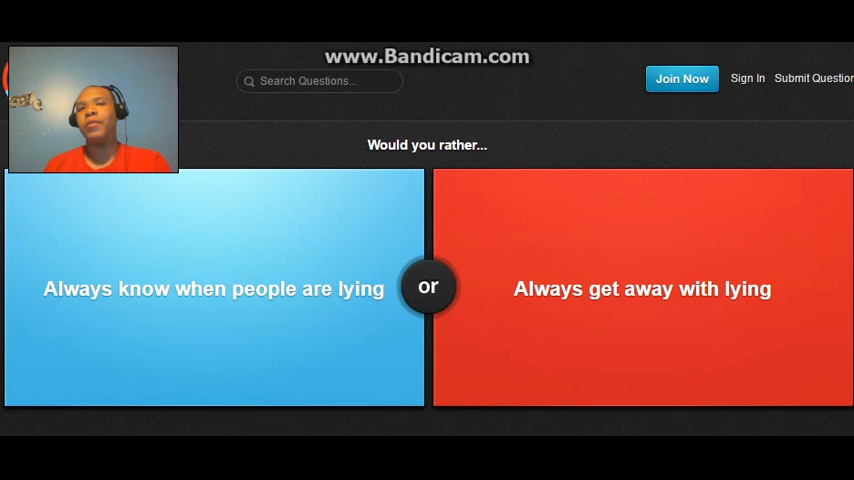 www.Bandicam.com
Search Questions...
Join Now
Sign In
Submit Question
Would you rather...
Always know when people are lying
or
Always get away with lying